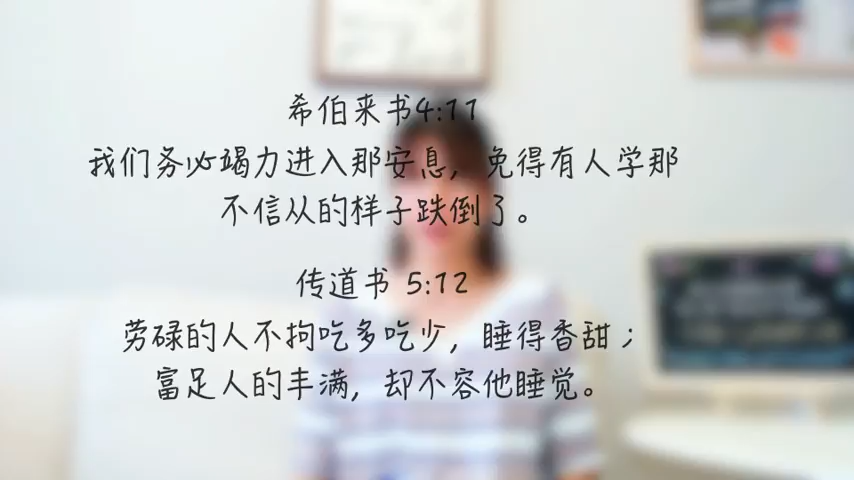 希伯来书4:11
我们务必竭力进入那安息，免得有人学那
不信从的样子跌倒了。
传道书 5:12
劳碌的人不拘吃多吃少，睡得香甜；
富足人的丰满，却不容他睡觉。